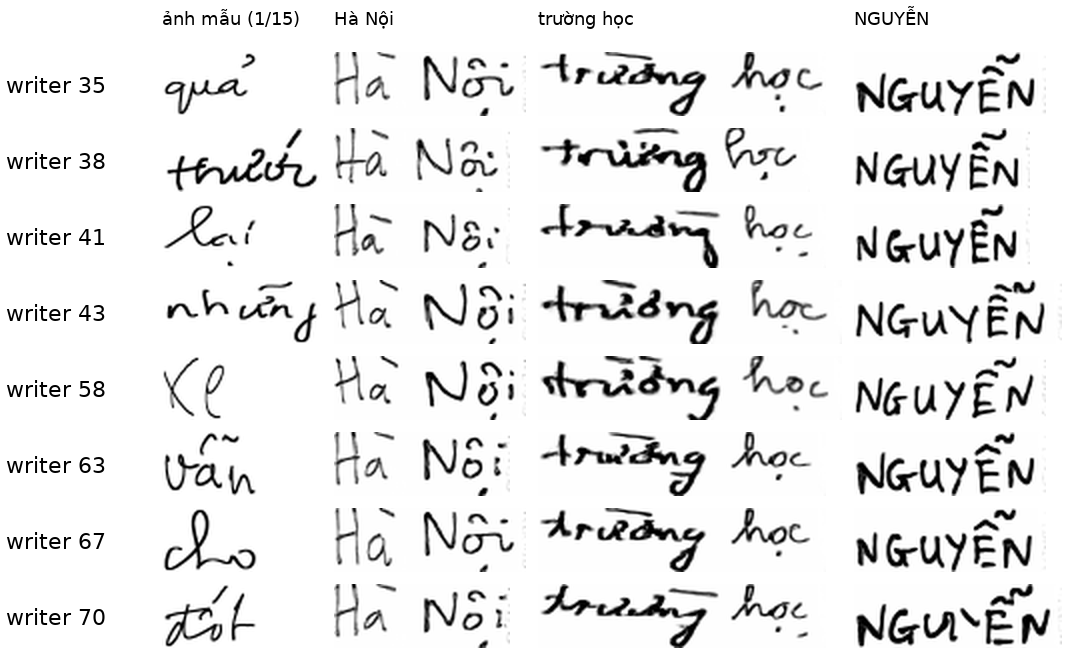 ảnh mẫu (1/15) Hà Nội trường học NGUYỄN
writer 35 quả Hà Nội trường học NGUYỄN
writer 38 trước Hà Nội trường học NGUYỄN
writer 41 lại Hà Nội trường học NGUYỄN
writer 43 những Hà Nội trường học NGUYỄN
writer 58 Kẽ Hà Nội trường học NGUYỄN
writer 63 vẫn Hà Nội trường học NGUYỄN
writer 67 cho Hà Nội trường học NGUYỄN
writer 70 đốt Hà Nội trường học NGUYỄN